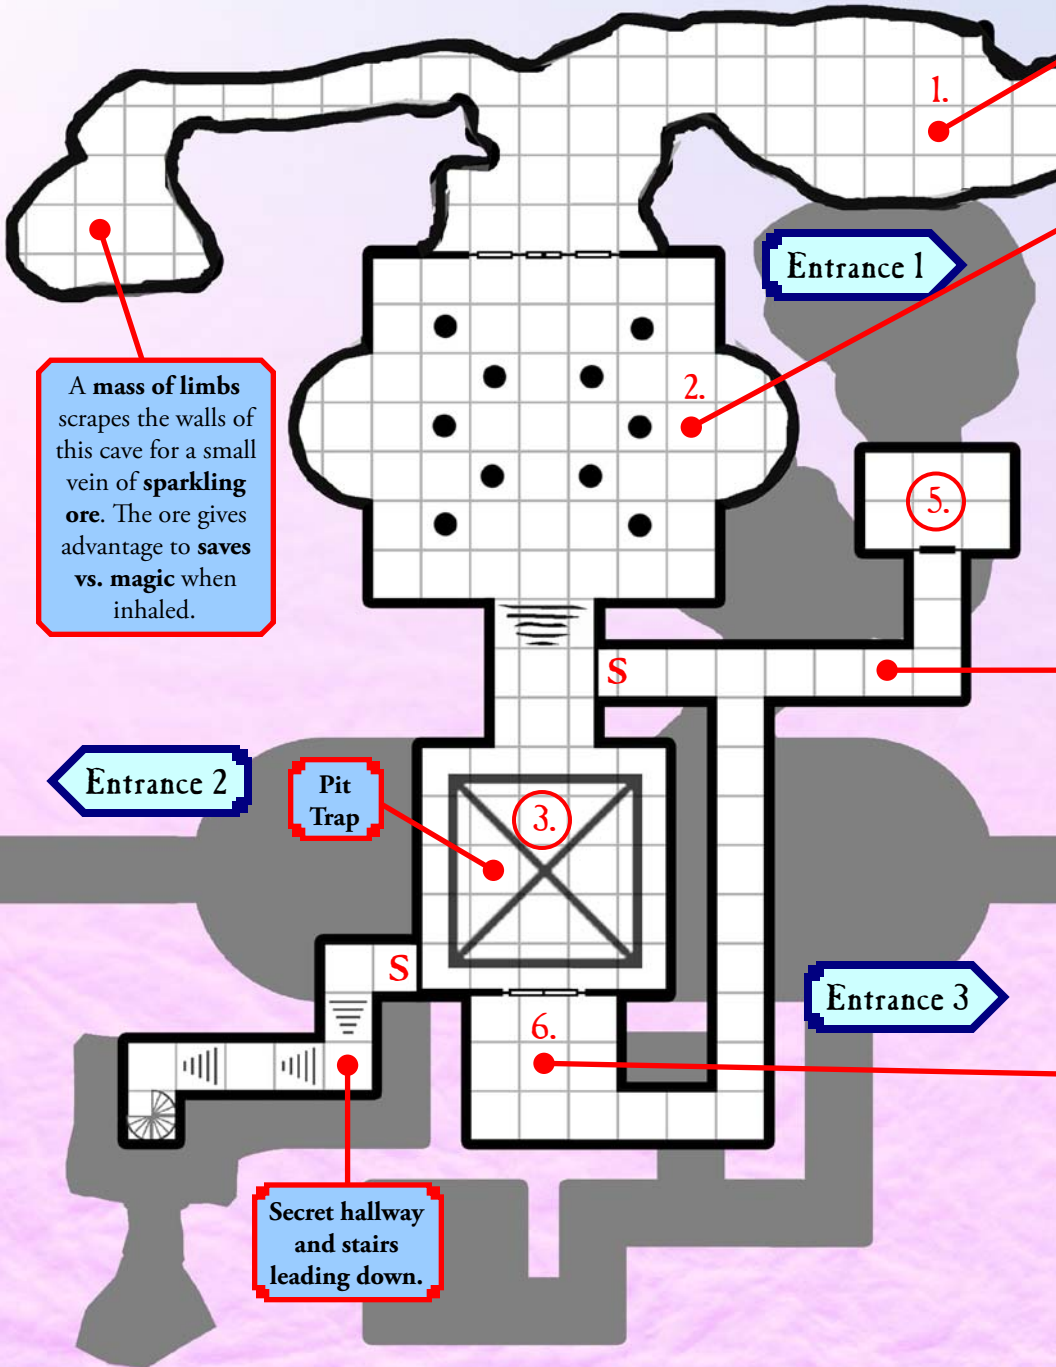 1.
Entrance 1
A mass of limbs
scrapes the walls of
this cave for a small
vein of sparkling
ore. The ore gives
advantage to saves
vs. magic when
inhaled.
2.
5.
S
Entrance 2
Pit
Trap
3.
S
Entrance 3
6.
Secret hallway
and stairs
leading down.